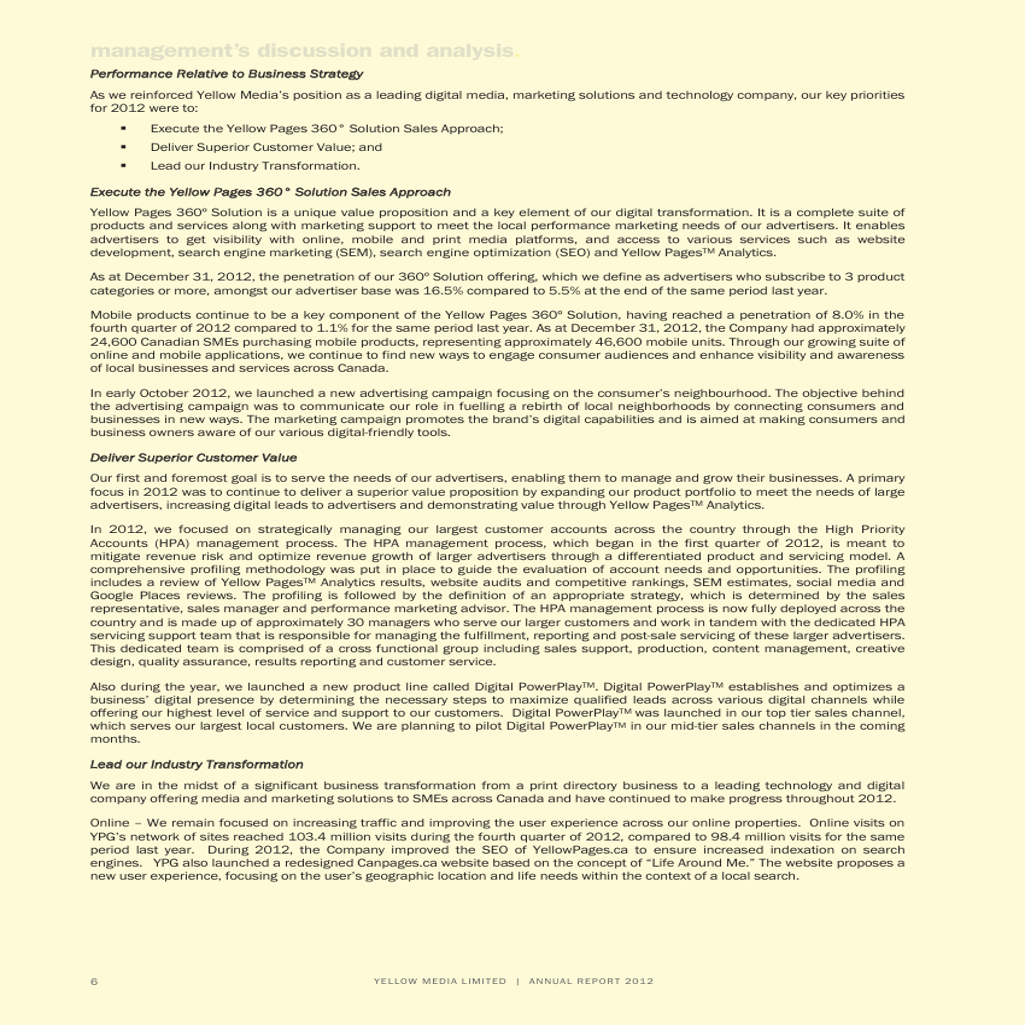 management's discussion and analysis.
Performance Relative to Business Strategy
As we reinforced Yellow Media's position as a leading digital media, marketing solutions and technology company, our key priorities
for 2012 were to:
▪ Execute the Yellow Pages 360° Solution Sales Approach;
▪ Deliver Superior Customer Value; and
▪ Lead our Industry Transformation.
Execute the Yellow Pages 360° Solution Sales Approach
Yellow Pages 360º Solution is a unique value proposition and a key element of our digital transformation. It is a complete suite of
products and services along with marketing support to meet the local performance marketing needs of our advertisers. It enables
advertisers to get visibility with online, mobile and print media platforms, and access to various services such as website
development, search engine marketing (SEM), search engine optimization (SEO) and Yellow Pages™ Analytics.
As at December 31, 2012, the penetration of our 360º Solution offering, which we define as advertisers who subscribe to 3 product
categories or more, amongst our advertiser base was 16.5% compared to 5.5% at the end of the same period last year.
Mobile products continue to be a key component of the Yellow Pages 360º Solution, having reached a penetration of 8.0% in the
fourth quarter of 2012 compared to 1.1% for the same period last year. As at December 31, 2012, the Company had approximately
24,600 Canadian SMEs purchasing mobile products, representing approximately 46,600 mobile units. Through our growing suite of
online and mobile applications, we continue to find new ways to engage consumer audiences and enhance visibility and awareness
of local businesses and services across Canada.
In early October 2012, we launched a new advertising campaign focusing on the consumer's neighbourhood. The objective behind
the advertising campaign was to communicate our role in fuelling a rebirth of local neighborhoods by connecting consumers and
businesses in new ways. The marketing campaign promotes the brand's digital capabilities and is aimed at making consumers and
business owners aware of our various digital-friendly tools.
Deliver Superior Customer Value
Our first and foremost goal is to serve the needs of our advertisers, enabling them to manage and grow their businesses. A primary
focus in 2012 was to continue to deliver a superior value proposition by expanding our product portfolio to meet the needs of large
advertisers, increasing digital leads to advertisers and demonstrating value through Yellow Pages™ Analytics.
In 2012, we focused on strategically managing our largest customer accounts across the country through the High Priority
Accounts (HPA) management process. The HPA management process, which began in the first quarter of 2012, is meant to
mitigate revenue risk and optimize revenue growth of larger advertisers through a differentiated product and servicing model. A
comprehensive profiling methodology was put in place to guide the evaluation of account needs and opportunities. The profiling
includes a review of Yellow Pages™ Analytics results, website audits and competitive rankings, SEM estimates, social media and
Google Places reviews. The profiling is followed by the definition of an appropriate strategy, which is determined by the sales
representative, sales manager and performance marketing advisor. The HPA management process is now fully deployed across the
country and is made up of approximately 30 managers who serve our larger customers and work in tandem with the dedicated HPA
servicing support team that is responsible for managing the fulfillment, reporting and post-sale servicing of these larger advertisers.
This dedicated team is comprised of a cross functional group including sales support, production, content management, creative
design, quality assurance, results reporting and customer service.
Also during the year, we launched a new product line called Digital PowerPlay™. Digital PowerPlay™ establishes and optimizes a
business' digital presence by determining the necessary steps to maximize qualified leads across various digital channels while
offering our highest level of service and support to our customers. Digital PowerPlay™ was launched in our top tier sales channel,
which serves our largest local customers. We are planning to pilot Digital PowerPlay™ in our mid-tier sales channels in the coming
months.
Lead our Industry Transformation
We are in the midst of a significant business transformation from a print directory business to a leading technology and digital
company offering media and marketing solutions to SMEs across Canada and have continued to make progress throughout 2012.
Online – We remain focused on increasing traffic and improving the user experience across our online properties. Online visits on
YPG's network of sites reached 103.4 million visits during the fourth quarter of 2012, compared to 98.4 million visits for the same
period last year. During 2012, the Company improved the SEO of YellowPages.ca to ensure increased indexation on search
engines. YPG also launched a redesigned Canpages.ca website based on the concept of “Life Around Me.” The website proposes a
new user experience, focusing on the user's geographic location and life needs within the context of a local search.
6 YELLOW MEDIA LIMITED | ANNUAL REPORT 2012